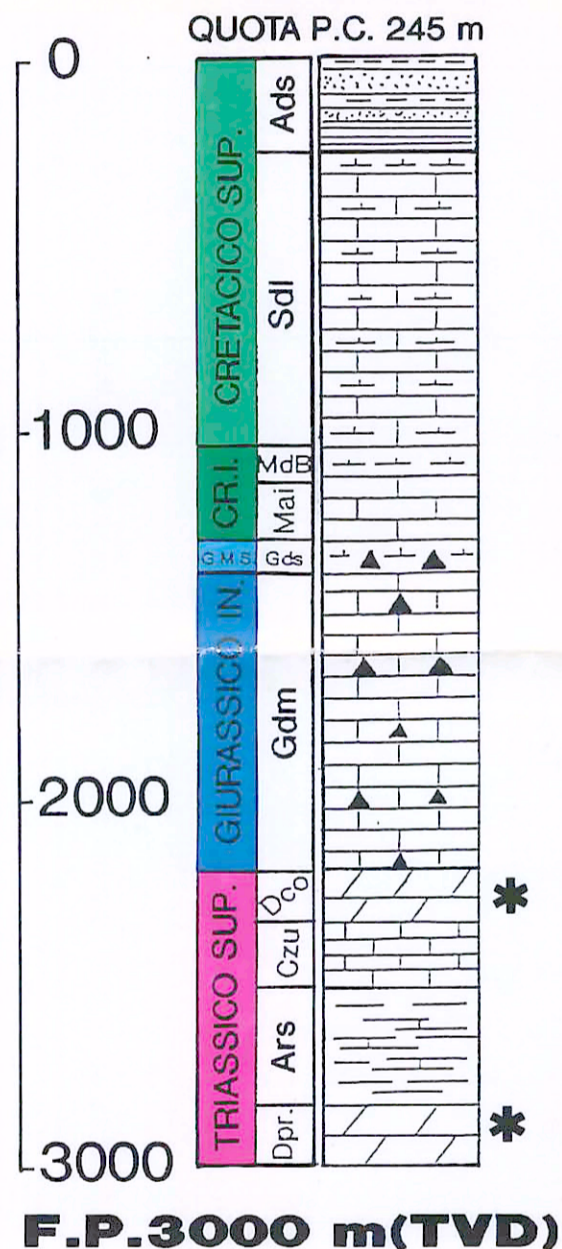 QUOTA P.C. 245 m
0
1000
2000
3000
CRETACICO SUP.
CR.I.
G.M.S.
GIURASSICO IN.
TRIASSICO SUP.
Ads
Sdl
MdB
Mai
Gds
Gdm
Dco
Czu
Ars
Dpr.
*
*
F.P.3000 m(TVD)